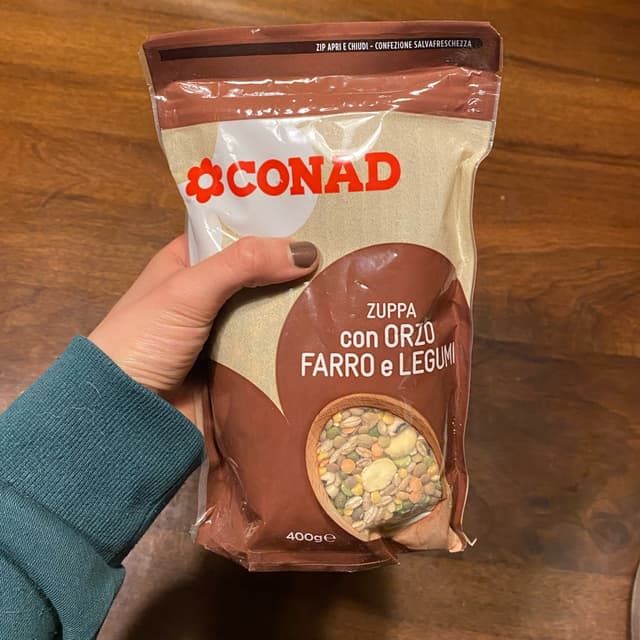 ZIP APRI E CHIUDI - CONFEZIONE SALVAFRESCHEZZA
CONAD
ZUPPA
con ORZO
FARRO e LEGUMI
400g ℮